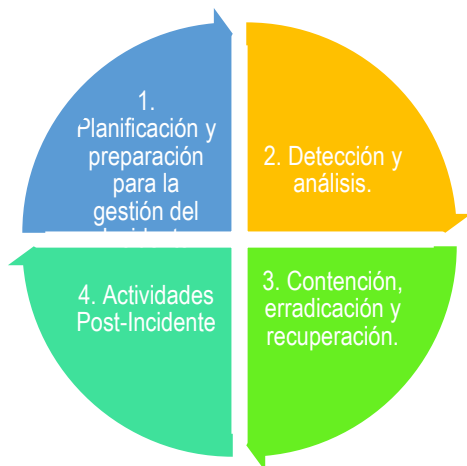 1.
Planificación y
preparación
para la
gestión del
2. Detección y
análisis.
3. Contención,
erradicación y
recuperación.
4. Actividades
Post-Incidente